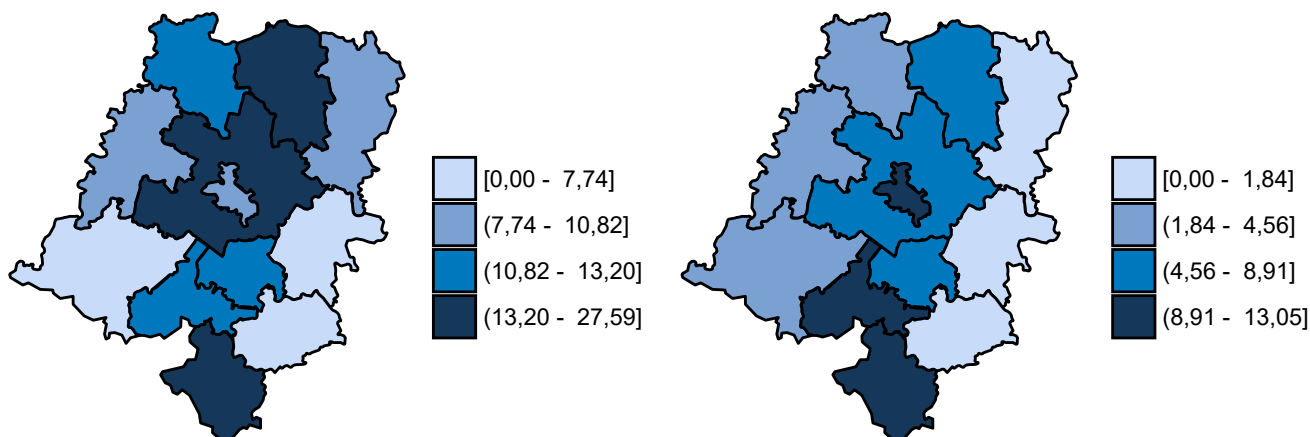 [0,00 - 7,74]
(7,74 - 10,82]
(10,82 - 13,20]
(13,20 - 27,59]
[0,00 - 1,84]
(1,84 - 4,56]
(4,56 - 8,91]
(8,91 - 13,05]